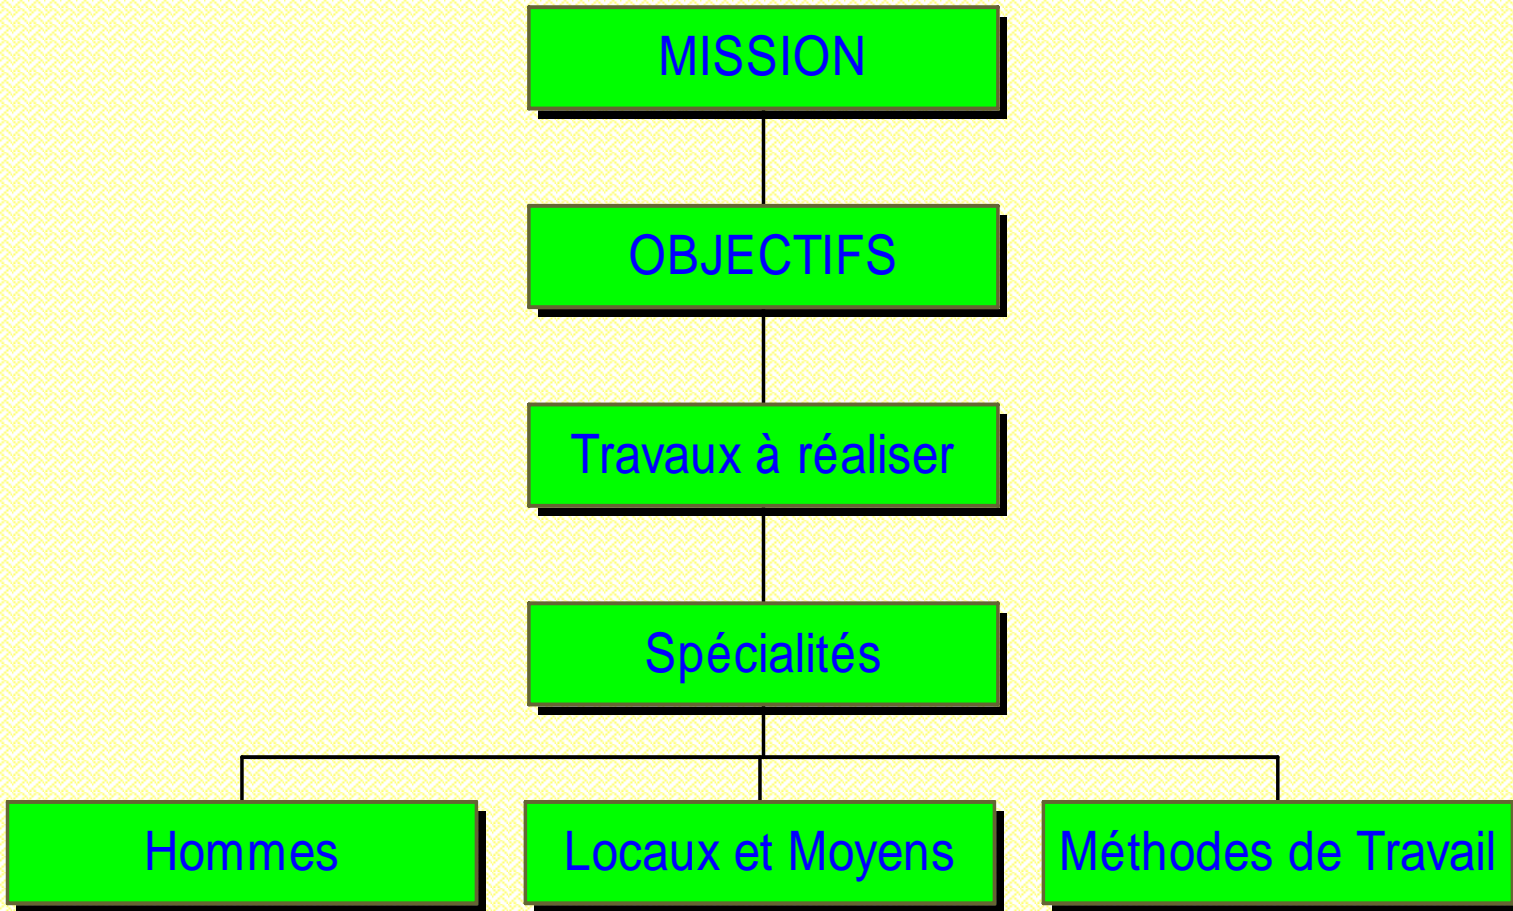 MISSION
OBJECTIFS
Travaux à réaliser
Spécialités
Hommes
Locaux et Moyens
Méthodes de Travail